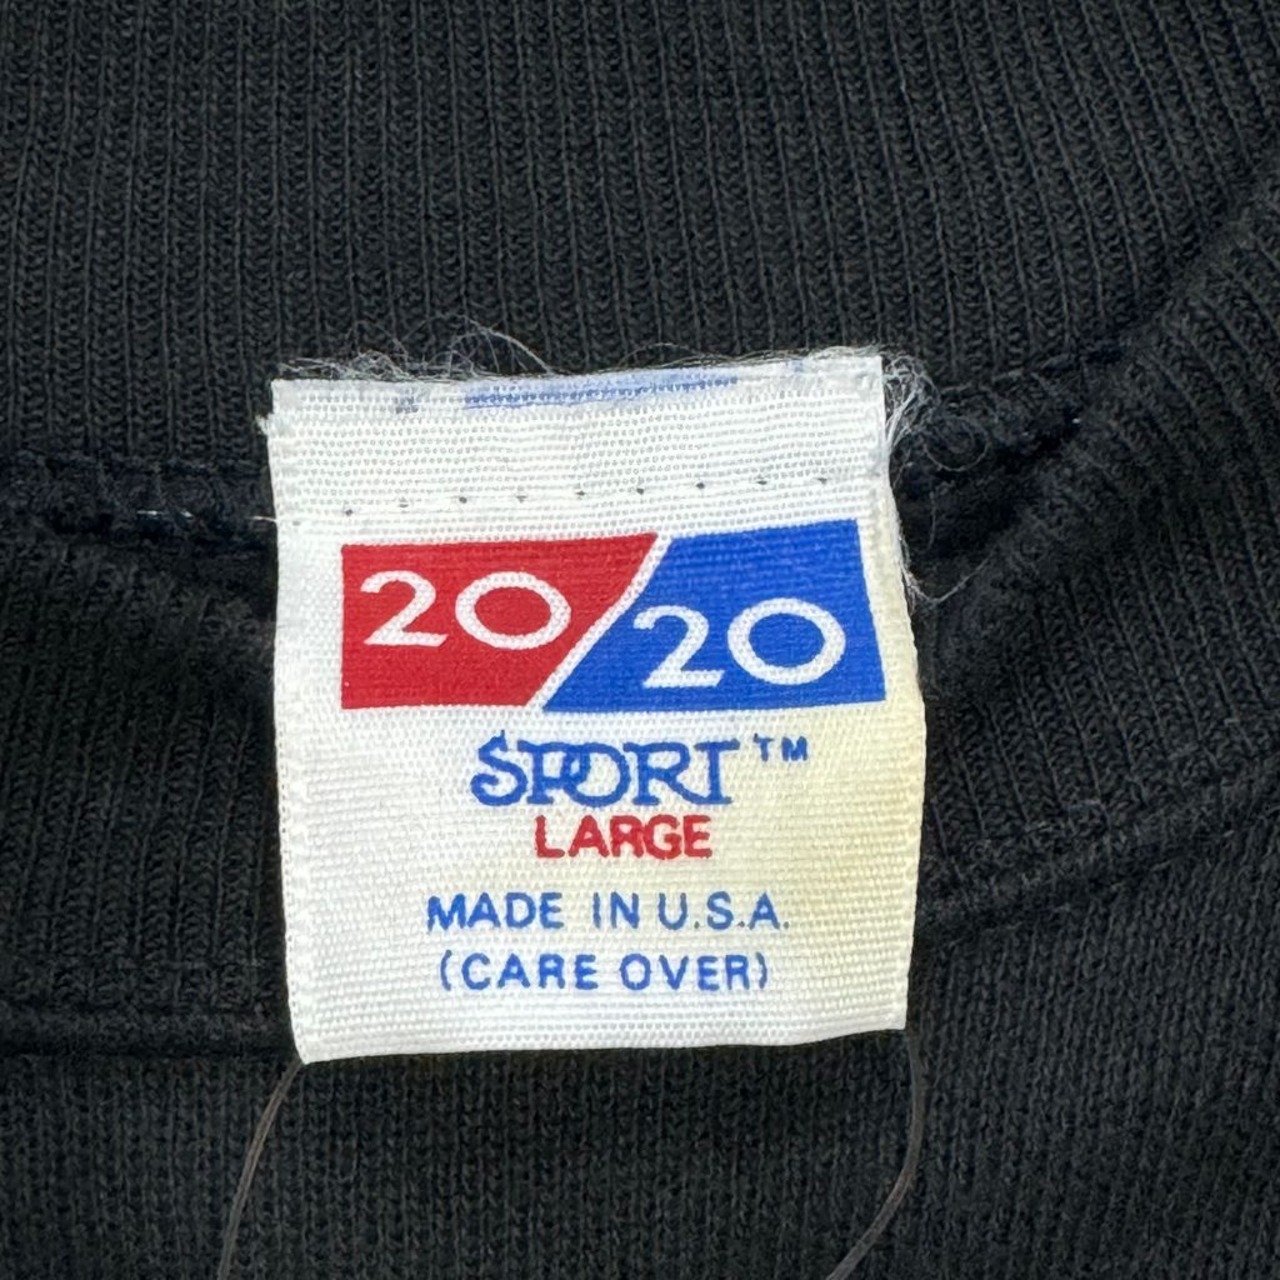 20/20
SPORT™
LARGE
MADE IN U.S.A.
(CARE OVER)